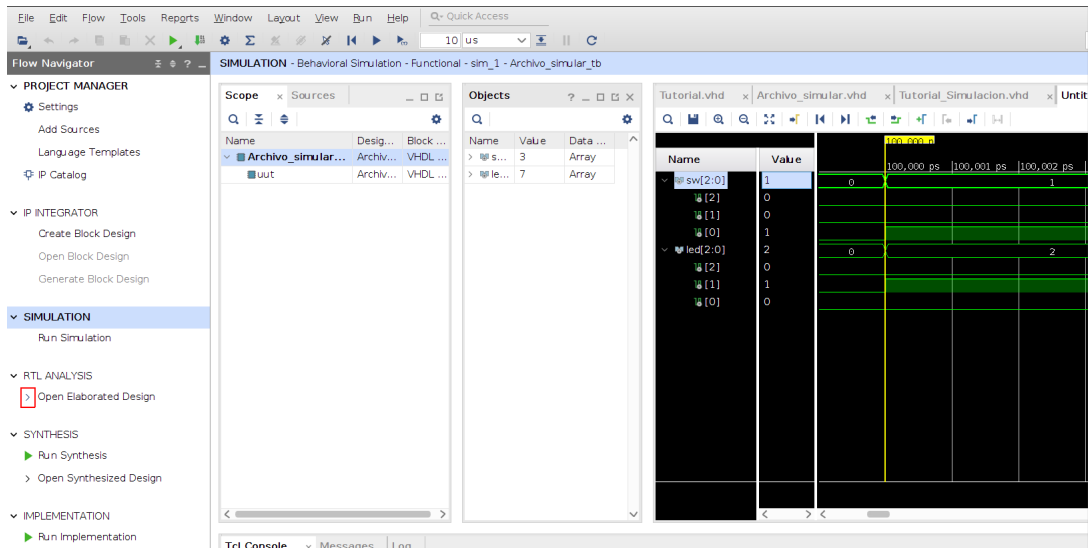 File Edit Flow Tools Reports Window Layout View Run Help Quick Access
10 us
Flow Navigator
SIMULATION - Behavioral Simulation - Functional - sim_1 - Archivo_simular_tb
PROJECT MANAGER
Settings
Add Sources
Language Templates
IP Catalog
IP INTEGRATOR
Create Block Design
Open Block Design
Generate Block Design
SIMULATION
Run Simulation
RTL ANALYSIS
Open Elaborated Design
SYNTHESIS
Run Synthesis
Open Synthesized Design
IMPLEMENTATION
Run Implementation
Scope Sources
Name Desig... Block ...
Archivo_simular... Archiv... VHDL ...
uut Archiv... VHDL ...
Objects
Name Value Data ...
s... 3 Array
le... 7 Array
Tutorial.vhd Archivo_simular.vhd Tutorial_Simulacion.vhd Untit
100,000 p
Name Value 100,000 ps 100,001 ps 100,002 ps
sw[2:0] 1 0 1
[2] 0
[1] 0
[0] 1
led[2:0] 2 0 2
[2] 0
[1] 1
[0] 0
Tcl Console Messages Log